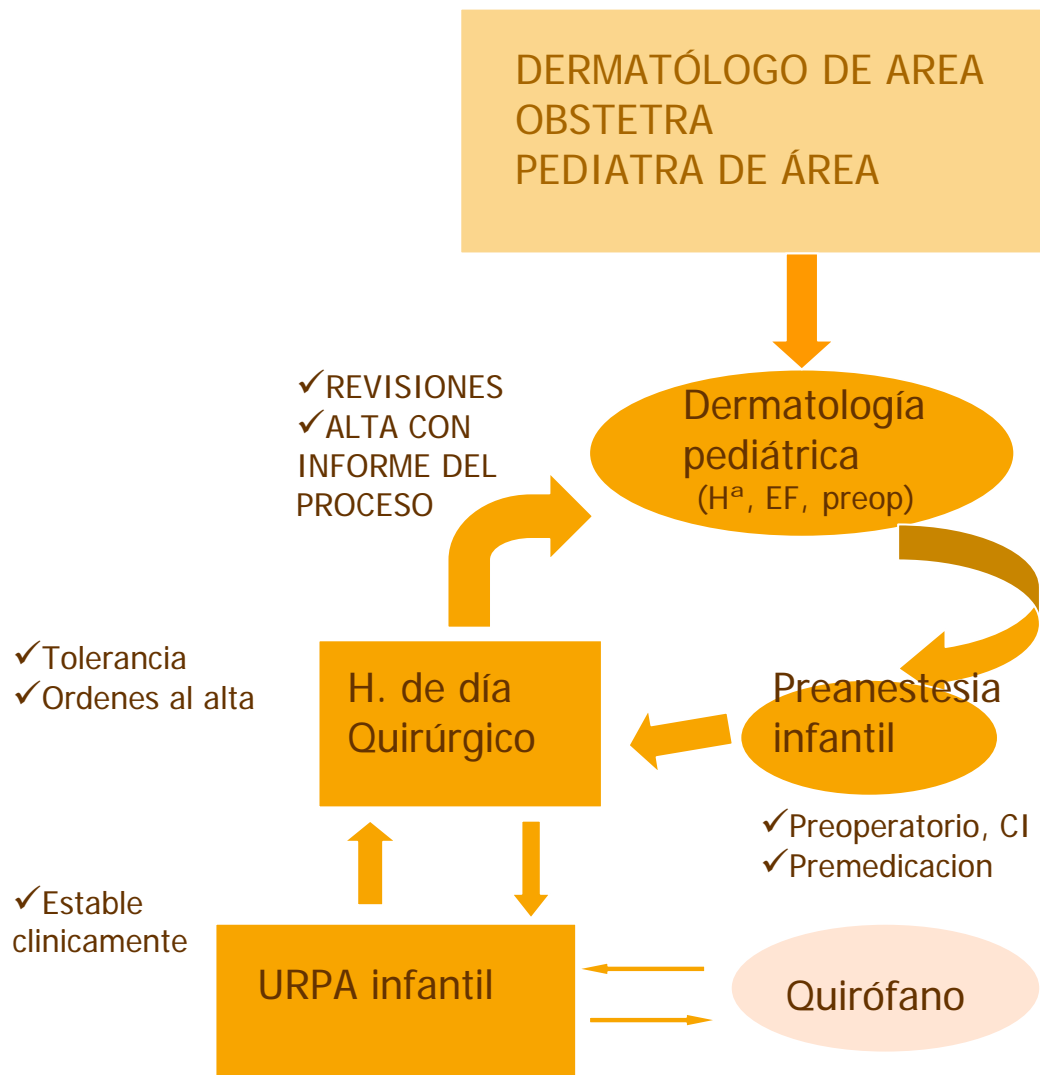 DERMATÓLOGO DE AREA
OBSTETRA
PEDIATRA DE ÁREA
✓REVISIONES
✓ALTA CON
INFORME DEL
PROCESO
Dermatología
pediátrica
(Hª, EF, preop)
✓Tolerancia
✓Ordenes al alta
H. de día
Quirúrgico
Preanestesia
infantil
✓Preoperatorio, CI
✓Premedicacion
✓Estable
clinicamente
URPA infantil
Quirófano